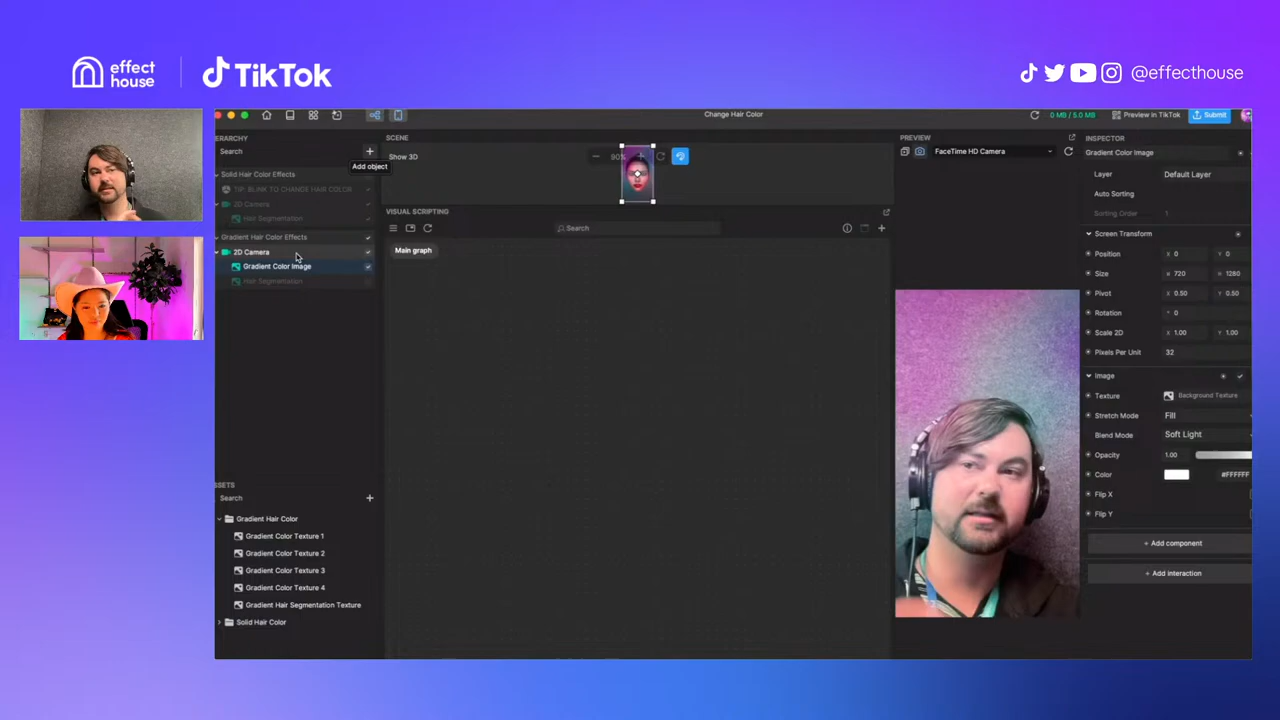 effect
house
TikTok
@effecthouse
Change Hair Color
0 MB / 5.0 MB
Preview in TikTok
Submit
ERARCHY
Search
Add object
Solid Hair Color Effects
TIP: BLINK TO CHANGE HAIR COLOR
2D Camera
Hair Segmentation
Gradient Hair Color Effects
2D Camera
Gradient Color Image
Hair Segmentation
SSETS
Search
Gradient Hair Color
Gradient Color Texture 1
Gradient Color Texture 2
Gradient Color Texture 3
Gradient Color Texture 4
Gradient Hair Segmentation Texture
Solid Hair Color
SCENE
Show 3D
90%
VISUAL SCRIPTING
Search
Main graph
PREVIEW
FaceTime HD Camera
INSPECTOR
Gradient Color Image
Layer Default Layer
Auto Sorting
Sorting Order 1
Screen Transform
Position X 0 Y 0
Size W 720 H 1280
Pivot X 0.50 Y 0.50
Rotation ° 0
Scale 2D X 1.00 Y 1.00
Pixels Per Unit 32
Image
Texture Background Texture
Stretch Mode Fill
Blend Mode Soft Light
Opacity 1.00
Color #FFFFFF
Flip X
Flip Y
+ Add component
+ Add interaction